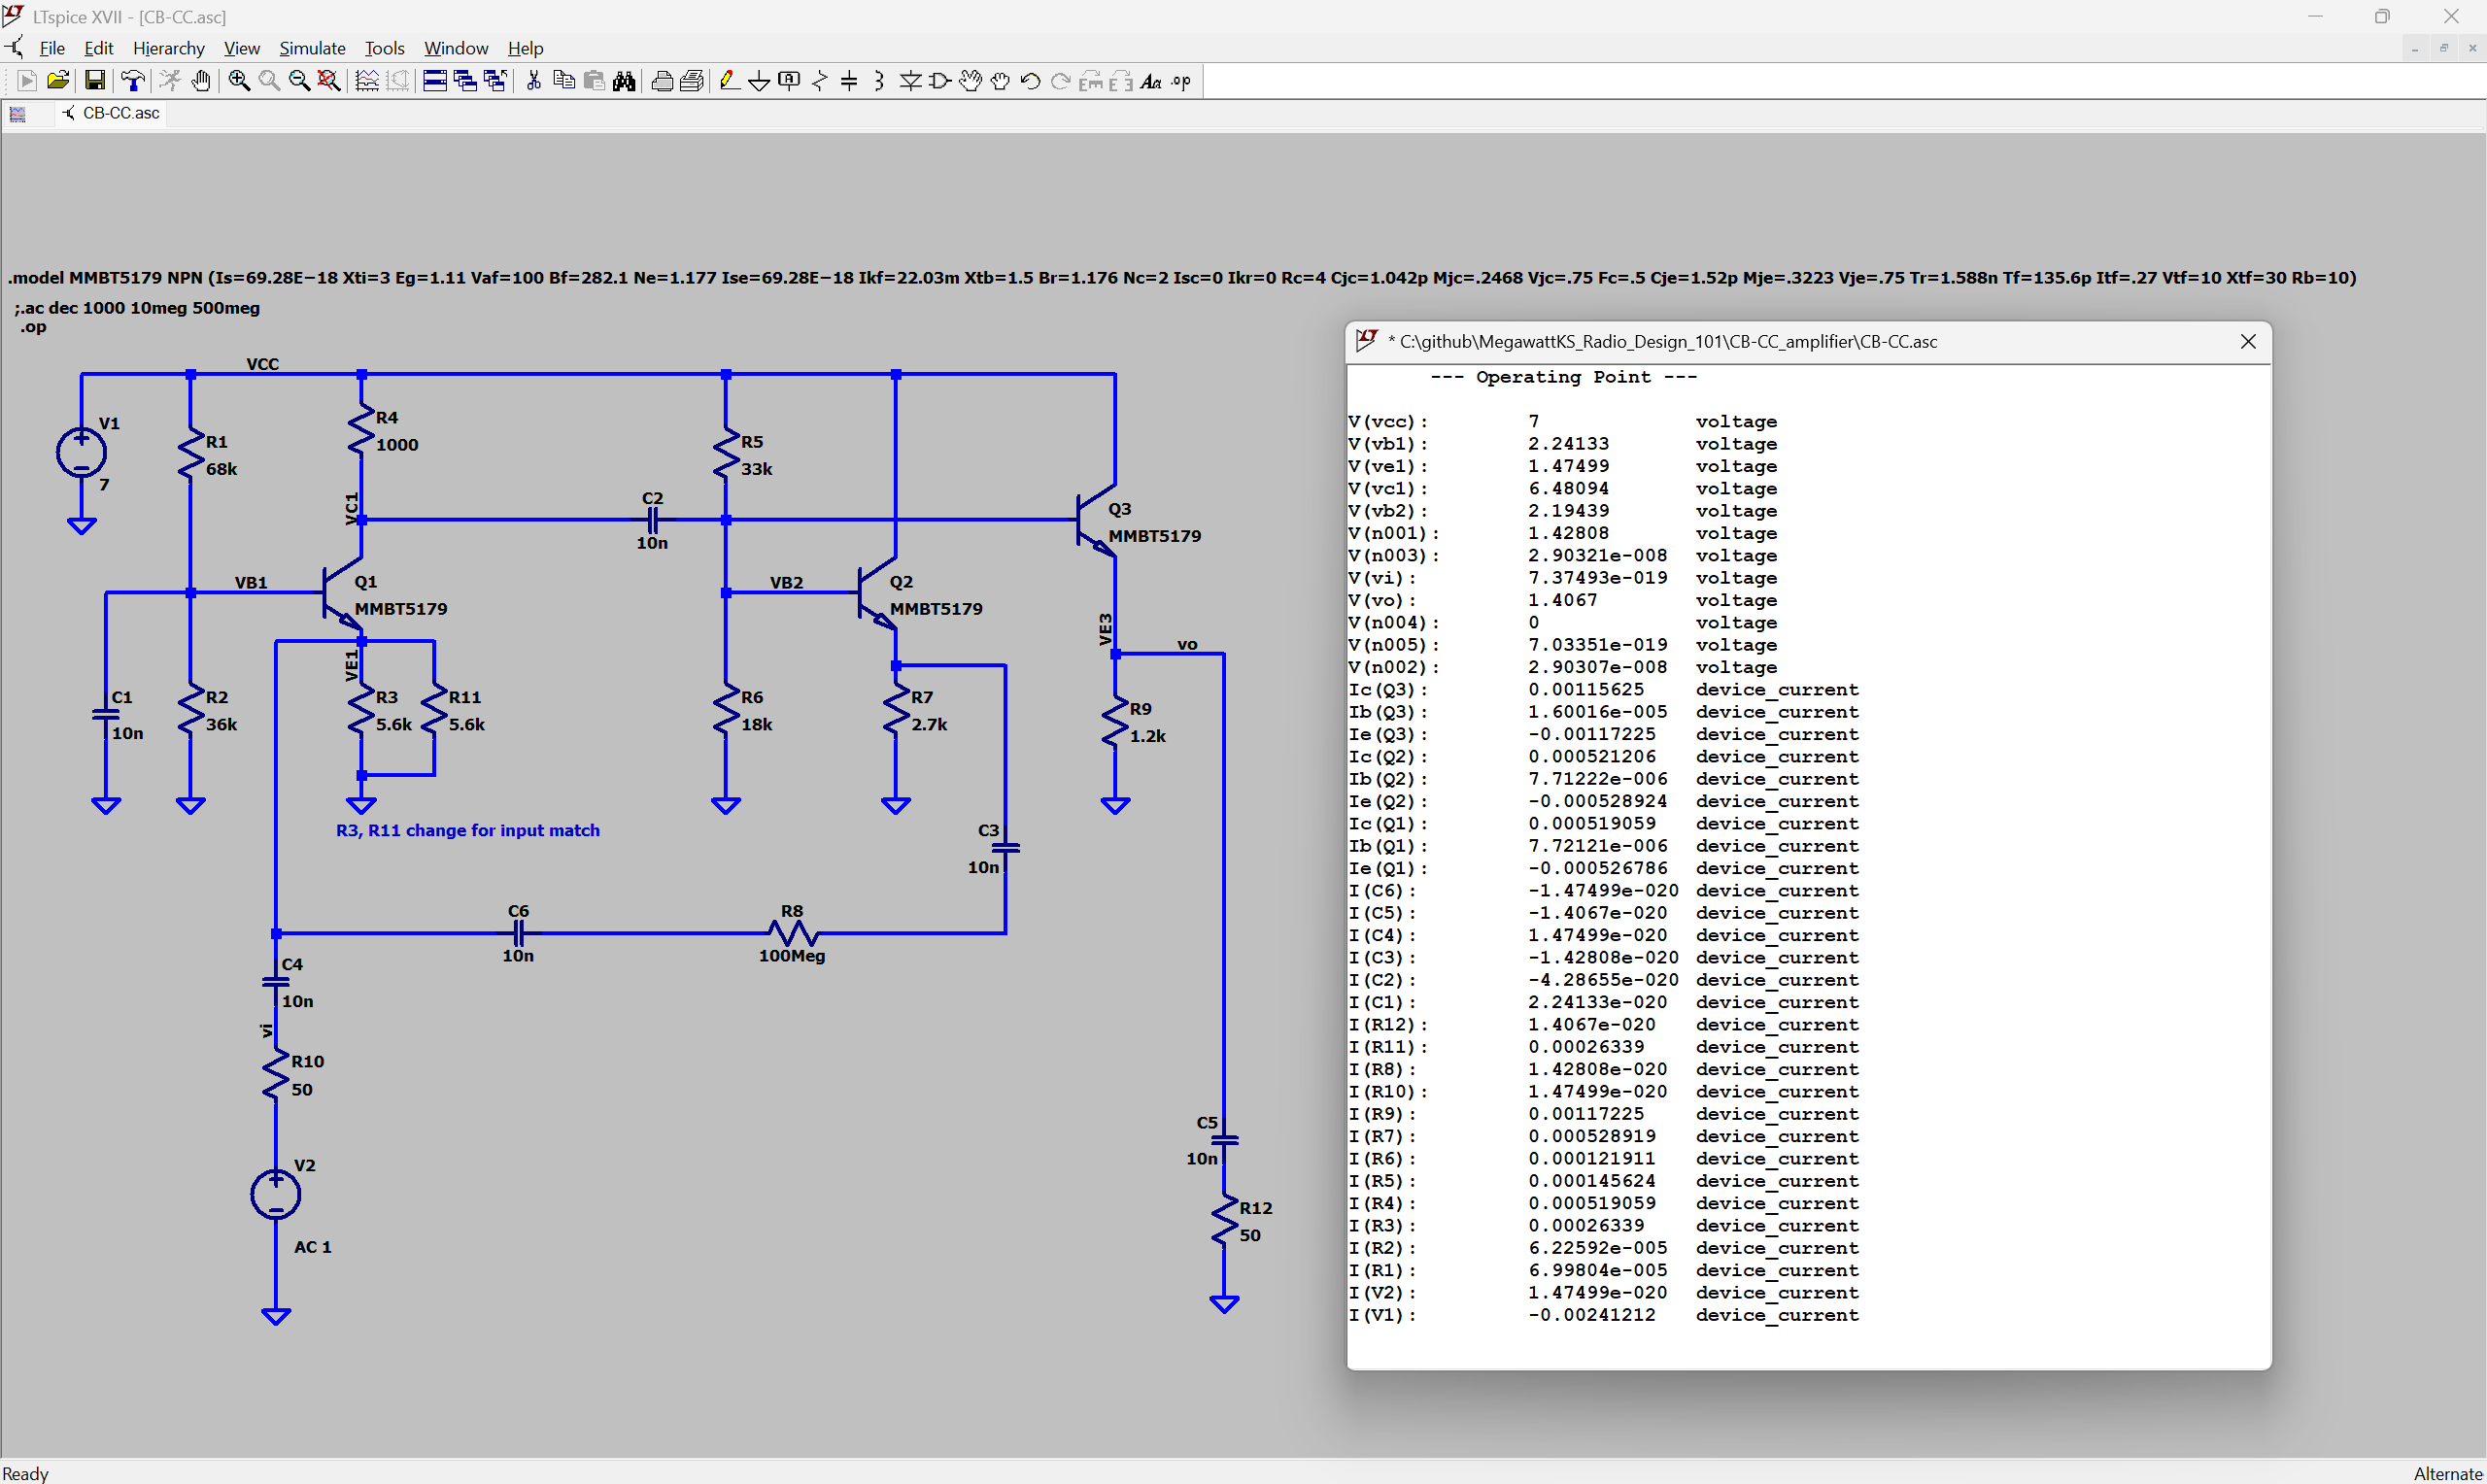 LTspice XVII - [CB-CC.asc]
File Edit Hierarchy View Simulate Tools Window Help
CB-CC.asc
.model MMBT5179 NPN (Is=69.28E−18 Xti=3 Eg=1.11 Vaf=100 Bf=282.1 Ne=1.177 Ise=69.28E−18 Ikf=22.03m Xtb=1.5 Br=1.176 Nc=2 Isc=0 Ikr=0 Rc=4 Cjc=1.042p Mjc=.2468 Vjc=.75 Fc=.5 Cje=1.52p Mje=.3223 Vje=.75 Tr=1.588n Tf=135.6p Itf=.27 Vtf=10 Xtf=30 Rb=10)
;.ac dec 1000 10meg 500meg
.op
VCC
V1
7
R1
68k
R4
1000
R5
33k
VC1
C2
10n
Q3
MMBT5179
VB1
Q1
MMBT5179
VB2
Q2
MMBT5179
VE1
VE3
vo
C1
10n
R2
36k
R3
5.6k
R11
5.6k
R6
18k
R7
2.7k
R9
1.2k
R3, R11 change for input match
C3
10n
C6
10n
R8
100Meg
C4
10n
vi
R10
50
V2
AC 1
C5
10n
R12
50
* C:\github\MegawattKS_Radio_Design_101\CB-CC_amplifier\CB-CC.asc
--- Operating Point ---
V(vcc): 7 voltage
V(vb1): 2.24133 voltage
V(ve1): 1.47499 voltage
V(vc1): 6.48094 voltage
V(vb2): 2.19439 voltage
V(n001): 1.42808 voltage
V(n003): 2.90321e-008 voltage
V(vi): 7.37493e-019 voltage
V(vo): 1.4067 voltage
V(n004): 0 voltage
V(n005): 7.03351e-019 voltage
V(n002): 2.90307e-008 voltage
Ic(Q3): 0.00115625 device_current
Ib(Q3): 1.60016e-005 device_current
Ie(Q3): -0.00117225 device_current
Ic(Q2): 0.000521206 device_current
Ib(Q2): 7.71222e-006 device_current
Ie(Q2): -0.000528924 device_current
Ic(Q1): 0.000519059 device_current
Ib(Q1): 7.72121e-006 device_current
Ie(Q1): -0.000526786 device_current
I(C6): -1.47499e-020 device_current
I(C5): -1.4067e-020 device_current
I(C4): 1.47499e-020 device_current
I(C3): -1.42808e-020 device_current
I(C2): -4.28655e-020 device_current
I(C1): 2.24133e-020 device_current
I(R12): 1.4067e-020 device_current
I(R11): 0.00026339 device_current
I(R8): 1.42808e-020 device_current
I(R10): 1.47499e-020 device_current
I(R9): 0.00117225 device_current
I(R7): 0.000528919 device_current
I(R6): 0.000121911 device_current
I(R5): 0.000145624 device_current
I(R4): 0.000519059 device_current
I(R3): 0.00026339 device_current
I(R2): 6.22592e-005 device_current
I(R1): 6.99804e-005 device_current
I(V2): 1.47499e-020 device_current
I(V1): -0.00241212 device_current
Ready
Alternate